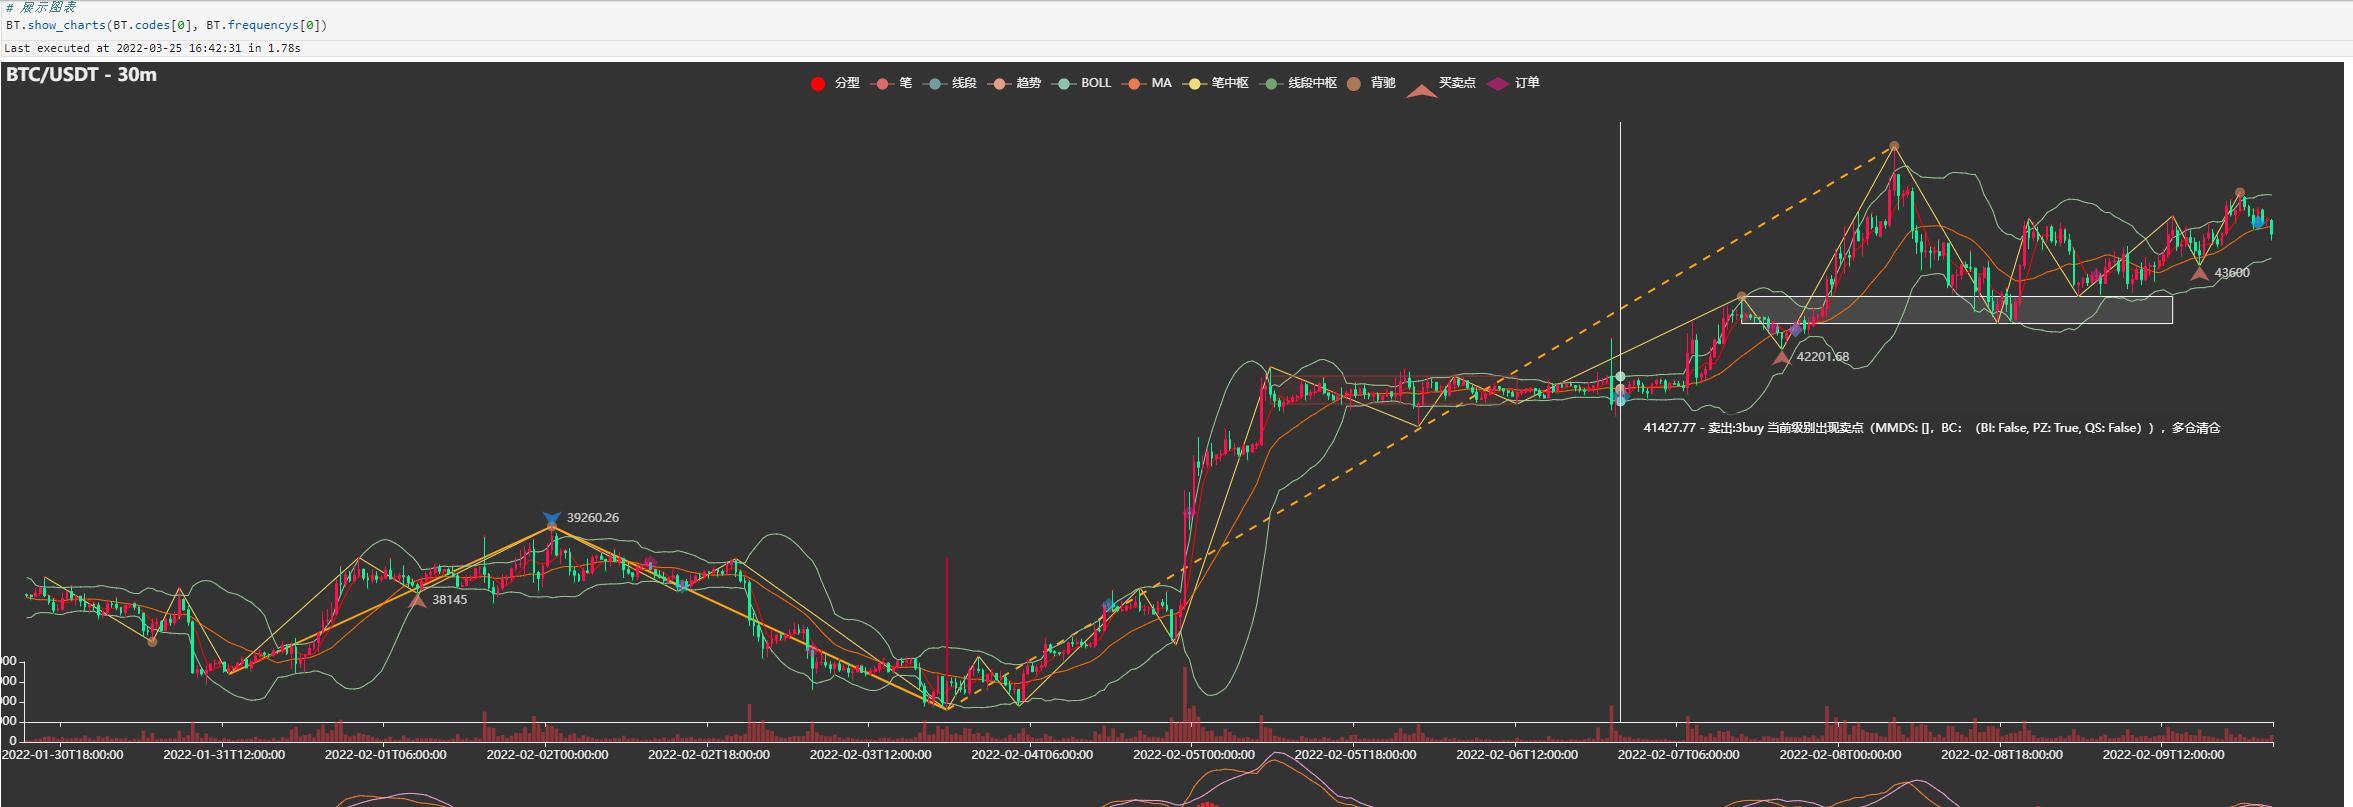 # 展示图表
BT.show_charts(BT.codes[0], BT.frequencys[0])
Last executed at 2022-03-25 16:42:31 in 1.78s
BTC/USDT - 30m
分型 笔 线段 趋势 BOLL MA 笔中枢 线段中枢 背驰 买卖点 订单
43600
42201.68
41427.77 - 卖出:3buy 当前级别出现卖点（MMDS: [], BC: （BI: False, PZ: True, QS: False））, 多仓清仓
39260.26
38145
000
000
000
000
0
2022-01-30T18:00:00 2022-01-31T12:00:00 2022-02-01T06:00:00 2022-02-02T00:00:00 2022-02-02T18:00:00 2022-02-03T12:00:00 2022-02-04T06:00:00 2022-02-05T00:00:00 2022-02-05T18:00:00 2022-02-06T12:00:00 2022-02-07T06:00:00 2022-02-08T00:00:00 2022-02-08T18:00:00 2022-02-09T12:00:00